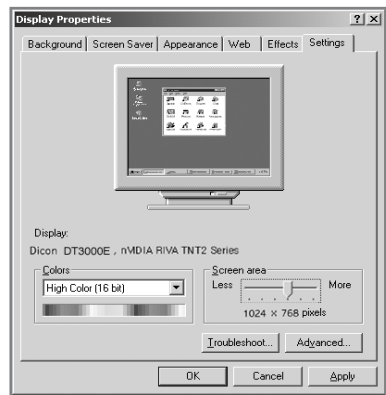 Display Properties
Background Screen Saver Appearance Web Effects Settings
Display:
Dicon DT3000E , nVIDIA RIVA TNT2 Series
Colors
High Color (16 bit)
Screen area
Less More
1024 × 768 pixels
Troubleshoot... Advanced...
OK Cancel Apply